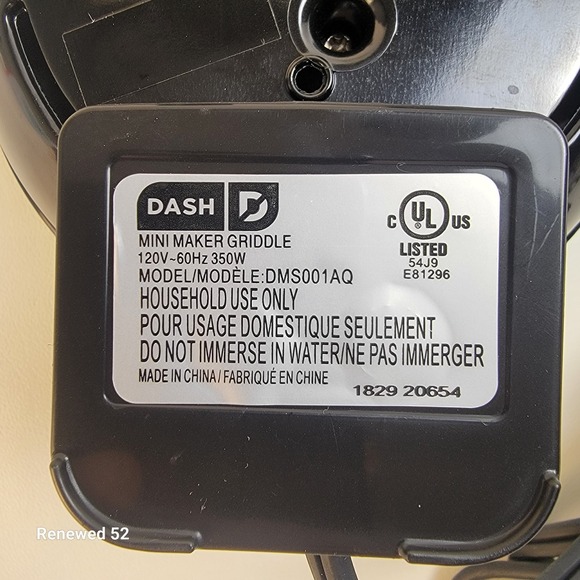 DASH
MINI MAKER GRIDDLE
120V~60Hz 350W
MODEL/MODÈLE:DMS001AQ
HOUSEHOLD USE ONLY
POUR USAGE DOMESTIQUE SEULEMENT
DO NOT IMMERSE IN WATER/NE PAS IMMERGER
MADE IN CHINA/FABRIQUÉ EN CHINE
1829 20654
C UL US
LISTED
54J9
E81296
Renewed 52